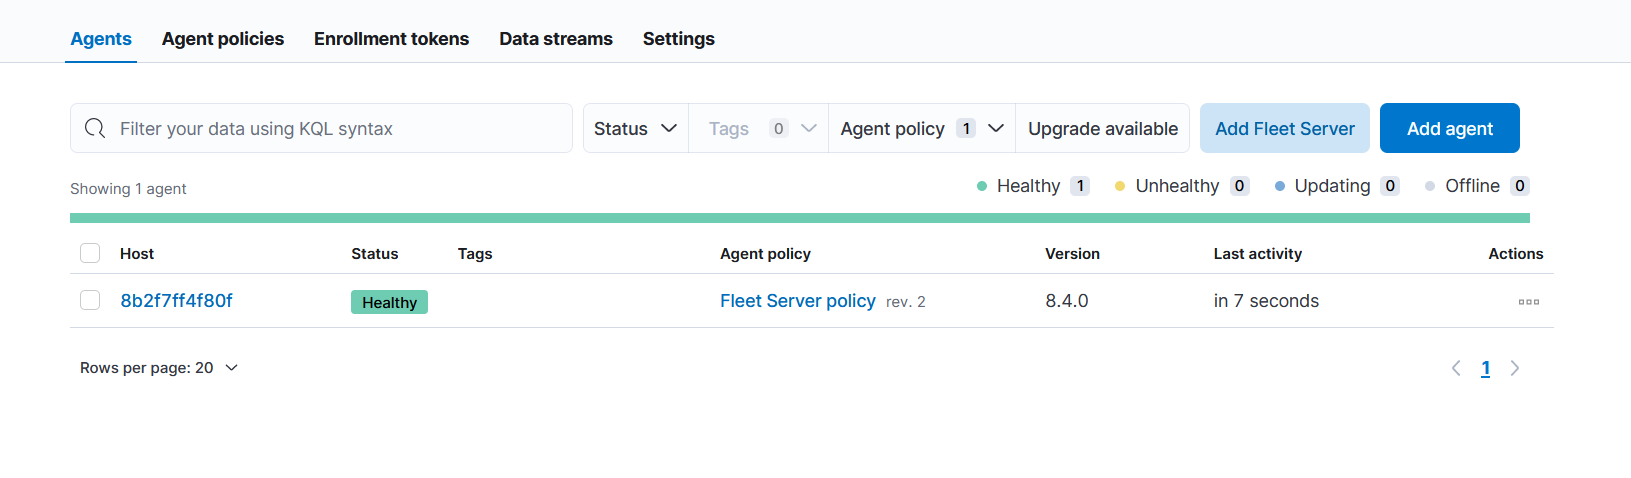 Agents Agent policies Enrollment tokens Data streams Settings
Filter your data using KQL syntax Status Tags 0 Agent policy 1 Upgrade available Add Fleet Server Add agent
Showing 1 agent Healthy 1 Unhealthy 0 Updating 0 Offline 0
Host Status Tags Agent policy Version Last activity Actions
8b2f7ff4f80f Healthy Fleet Server policy rev. 2 8.4.0 in 7 seconds
Rows per page: 20 1